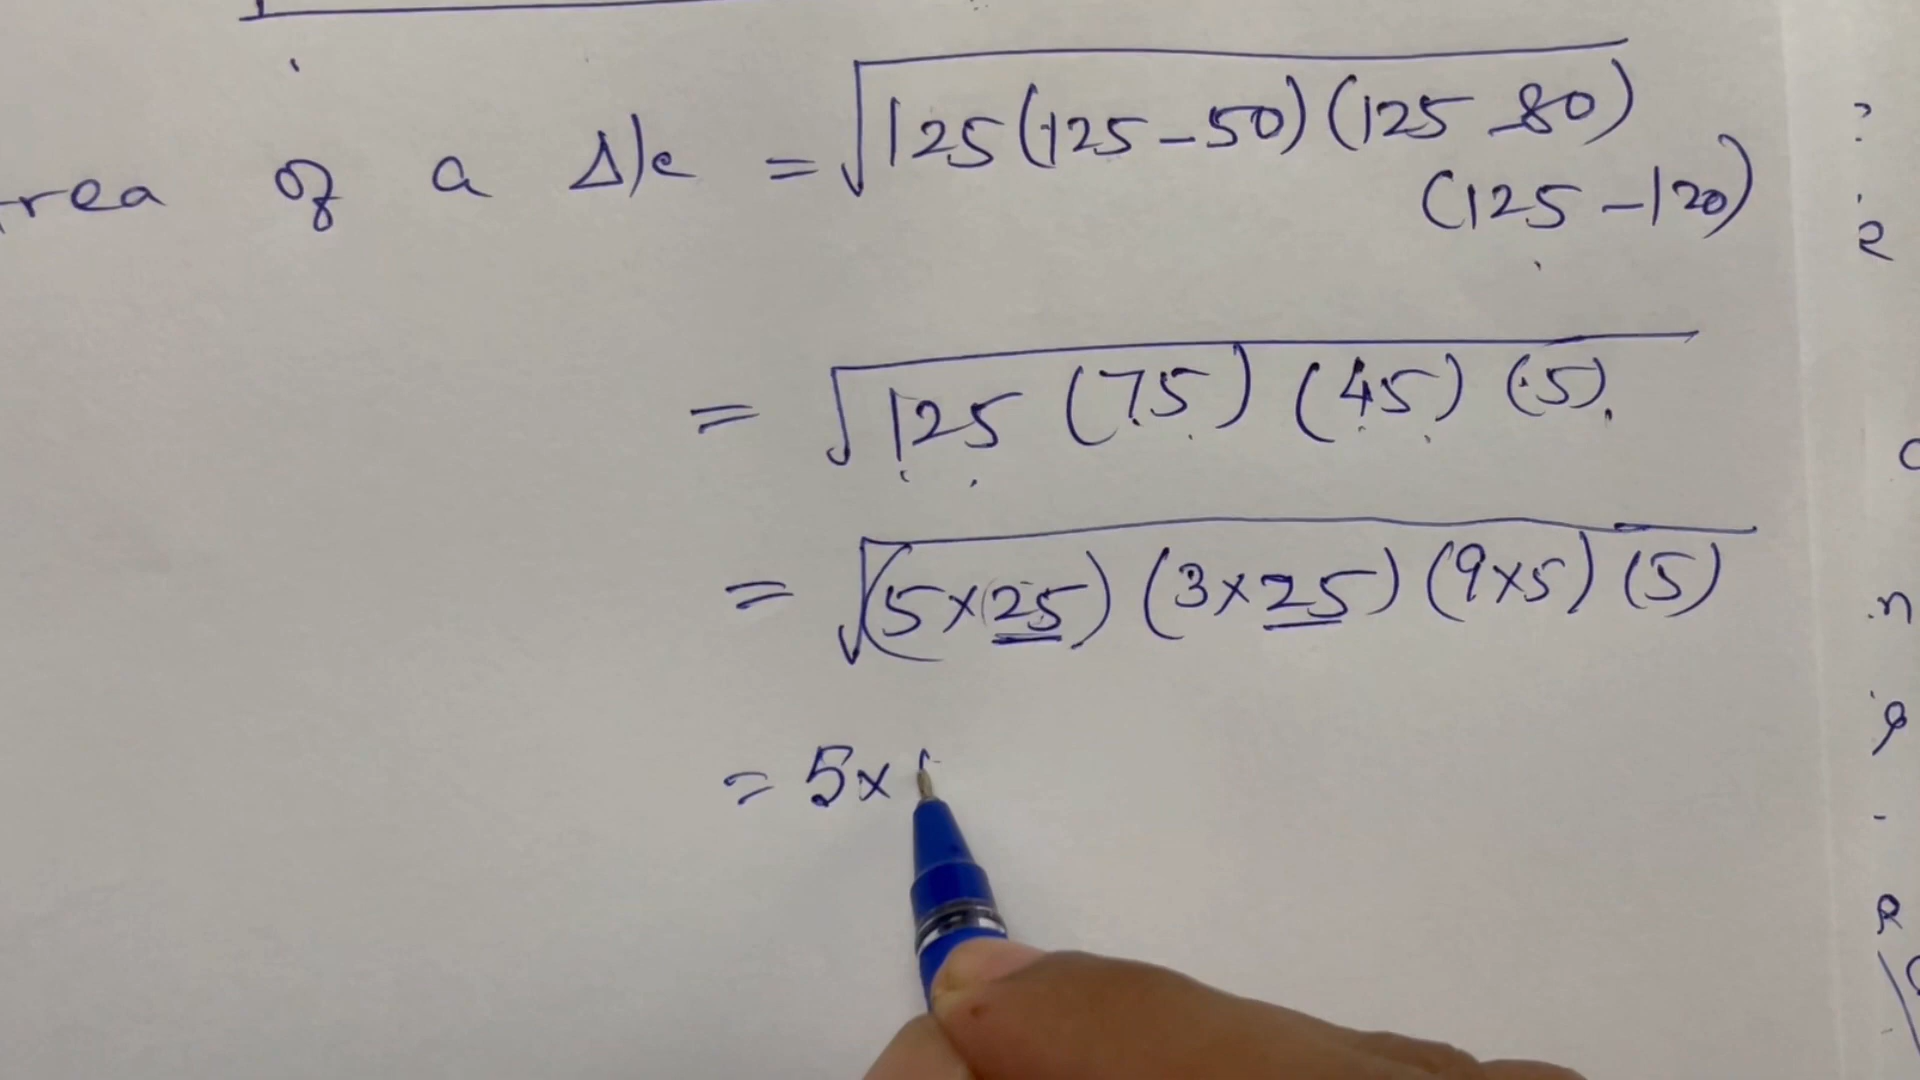 of a Δle = √125(125-50)(125-80)
(125-120)
= √125 (75) (45) (5)
= √(5×25) (3×25) (9×5) (5)
= 5×